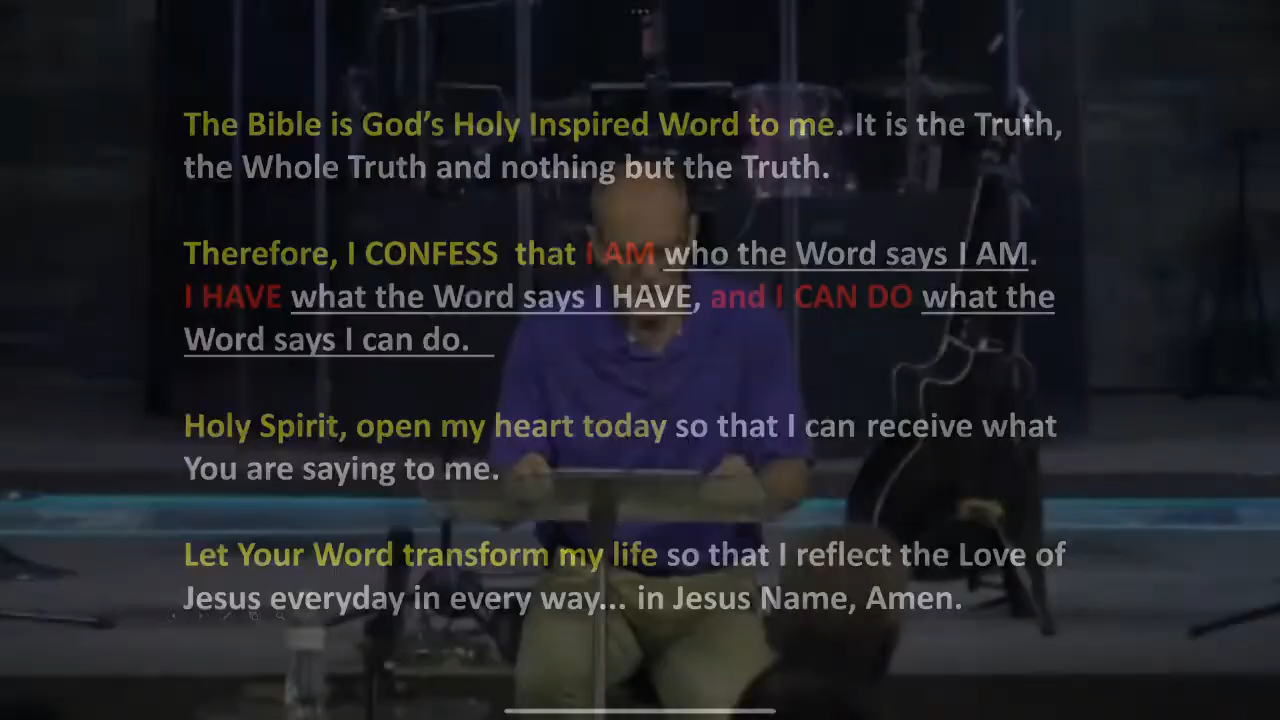 The Bible is God’s Holy Inspired Word to me. It is the Truth,
the Whole Truth and nothing but the Truth.
Therefore, I CONFESS that I AM who the Word says I AM.
I HAVE what the Word says I HAVE, and I CAN DO what the
Word says I can do.
Holy Spirit, open my heart today so that I can receive what
You are saying to me.
Let Your Word transform my life so that I reflect the Love of
Jesus everyday in every way... in Jesus Name, Amen.